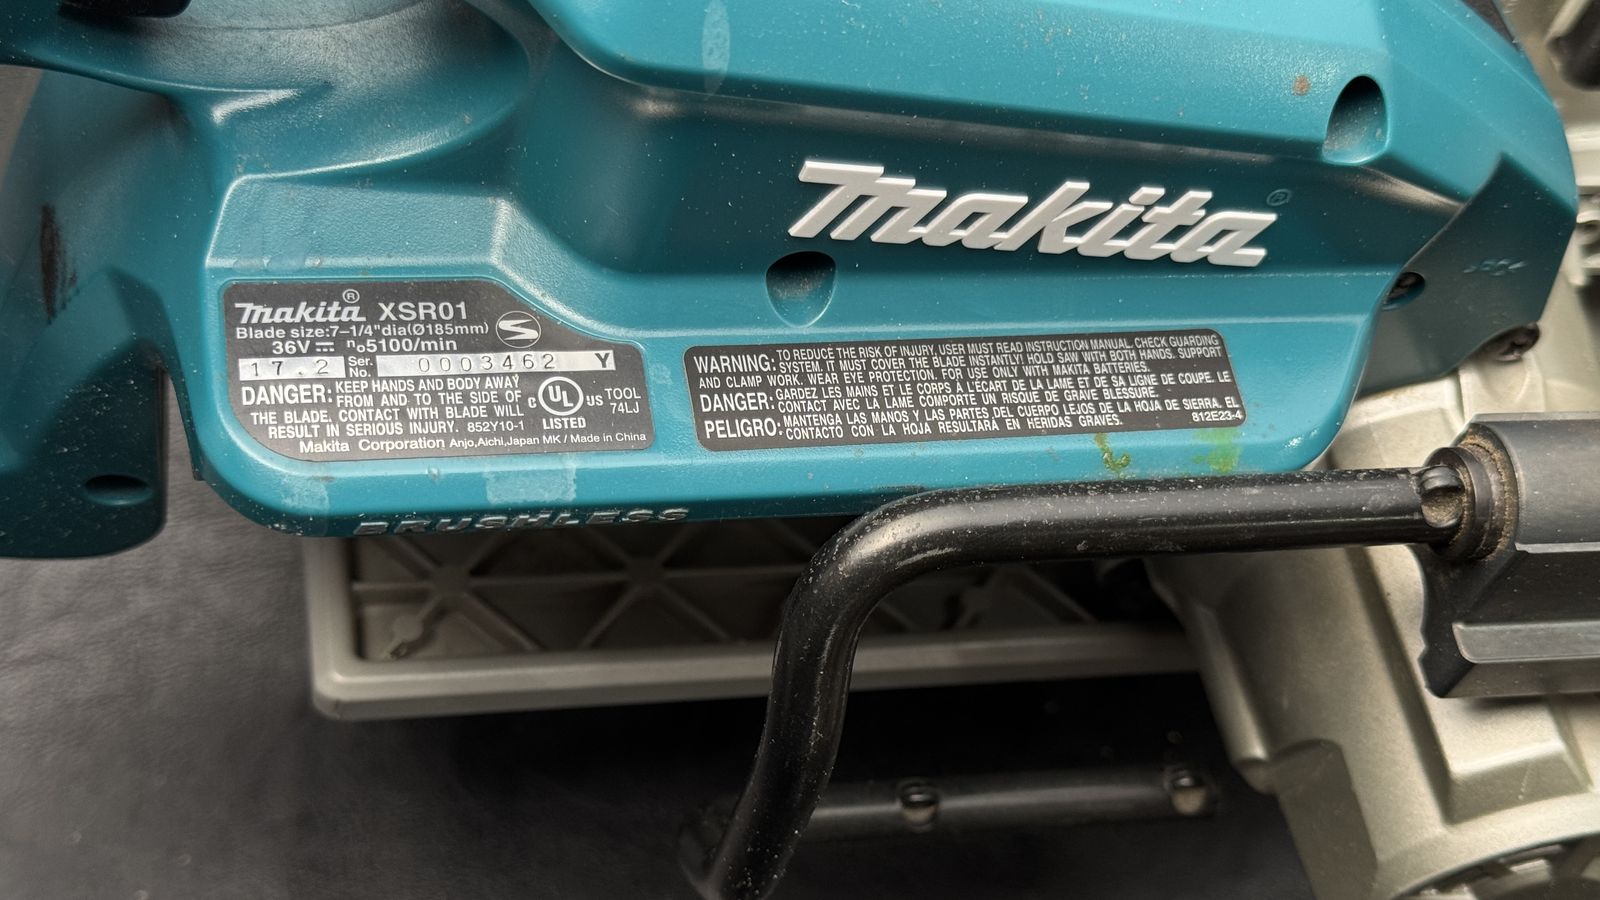 Makita®
Makita® XSR01
Blade size:7-1/4"dia(Ø185mm)
36V ⎓ n₀5100/min
17.2 Ser. No. 0003462 Y
DANGER: KEEP HANDS AND BODY AWAY
FROM AND TO THE SIDE OF
THE BLADE. CONTACT WITH BLADE WILL
RESULT IN SERIOUS INJURY. 852Y10-1
C UL US
LISTED
TOOL
74LJ
Makita Corporation Anjo,Aichi,Japan MK / Made in China
WARNING: TO REDUCE THE RISK OF INJURY, USER MUST READ INSTRUCTION MANUAL. CHECK GUARDING
SYSTEM. IT MUST COVER THE BLADE INSTANTLY! HOLD SAW WITH BOTH HANDS. SUPPORT
AND CLAMP WORK. WEAR EYE PROTECTION. FOR USE ONLY WITH MAKITA BATTERIES.
DANGER: GARDEZ LES MAINS ET LE CORPS À L'ÉCART DE LA LAME ET DE SA LIGNE DE COUPE. LE
CONTACT AVEC LA LAME COMPORTE UN RISQUE DE GRAVE BLESSURE.
PELIGRO: MANTENGA LAS MANOS Y LAS PARTES DEL CUERPO LEJOS DE LA HOJA DE SIERRA. EL
CONTACTO CON LA HOJA RESULTARÁ EN HERIDAS GRAVES. 812E23-4
BRUSHLESS